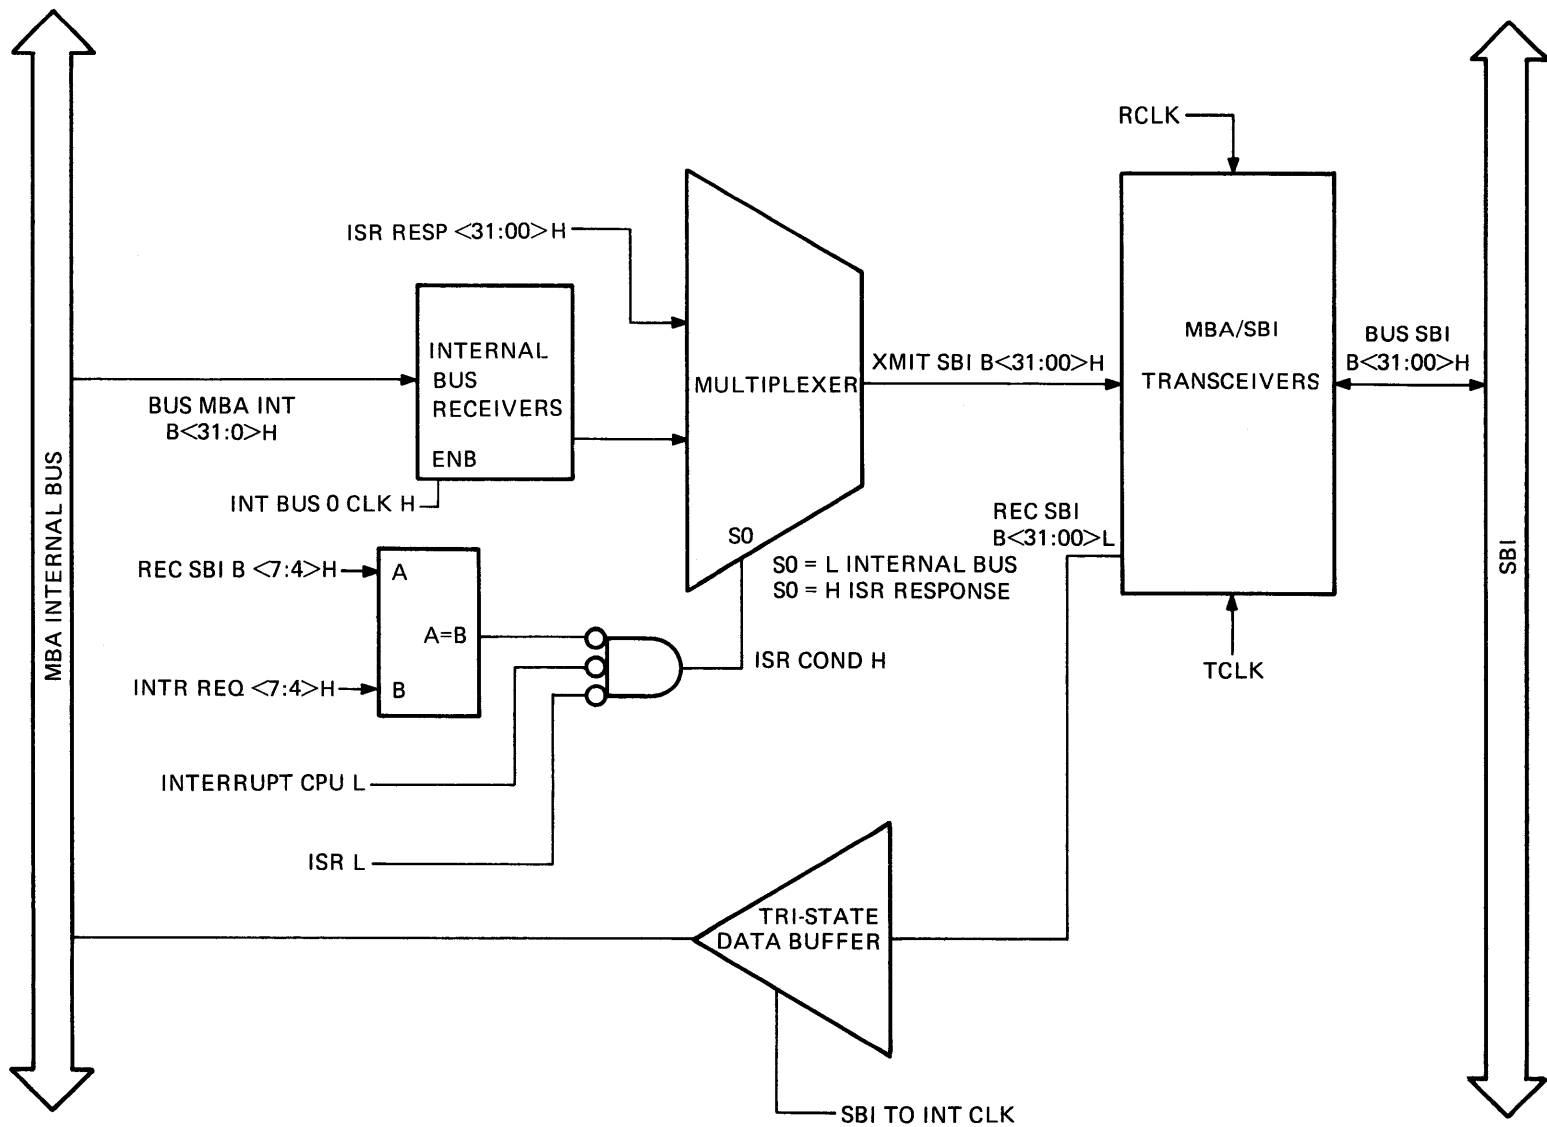 RCLK
ISR RESP <31:00>H
INTERNAL
BUS
RECEIVERS
ENB
MULTIPLEXER
S0
MBA/SBI
TRANSCEIVERS
BUS SBI
B<31:00>H
XMIT SBI B<31:00>H
BUS MBA INT
B<31:0>H
INT BUS 0 CLK H
REC SBI
B<31:00>L
S0 = L INTERNAL BUS
S0 = H ISR RESPONSE
MBA INTERNAL BUS
SBI
REC SBI B <7:4>H
A
A=B
INTR REQ <7:4>H
B
ISR COND H
TCLK
INTERRUPT CPU L
ISR L
TRI-STATE
DATA BUFFER
SBI TO INT CLK